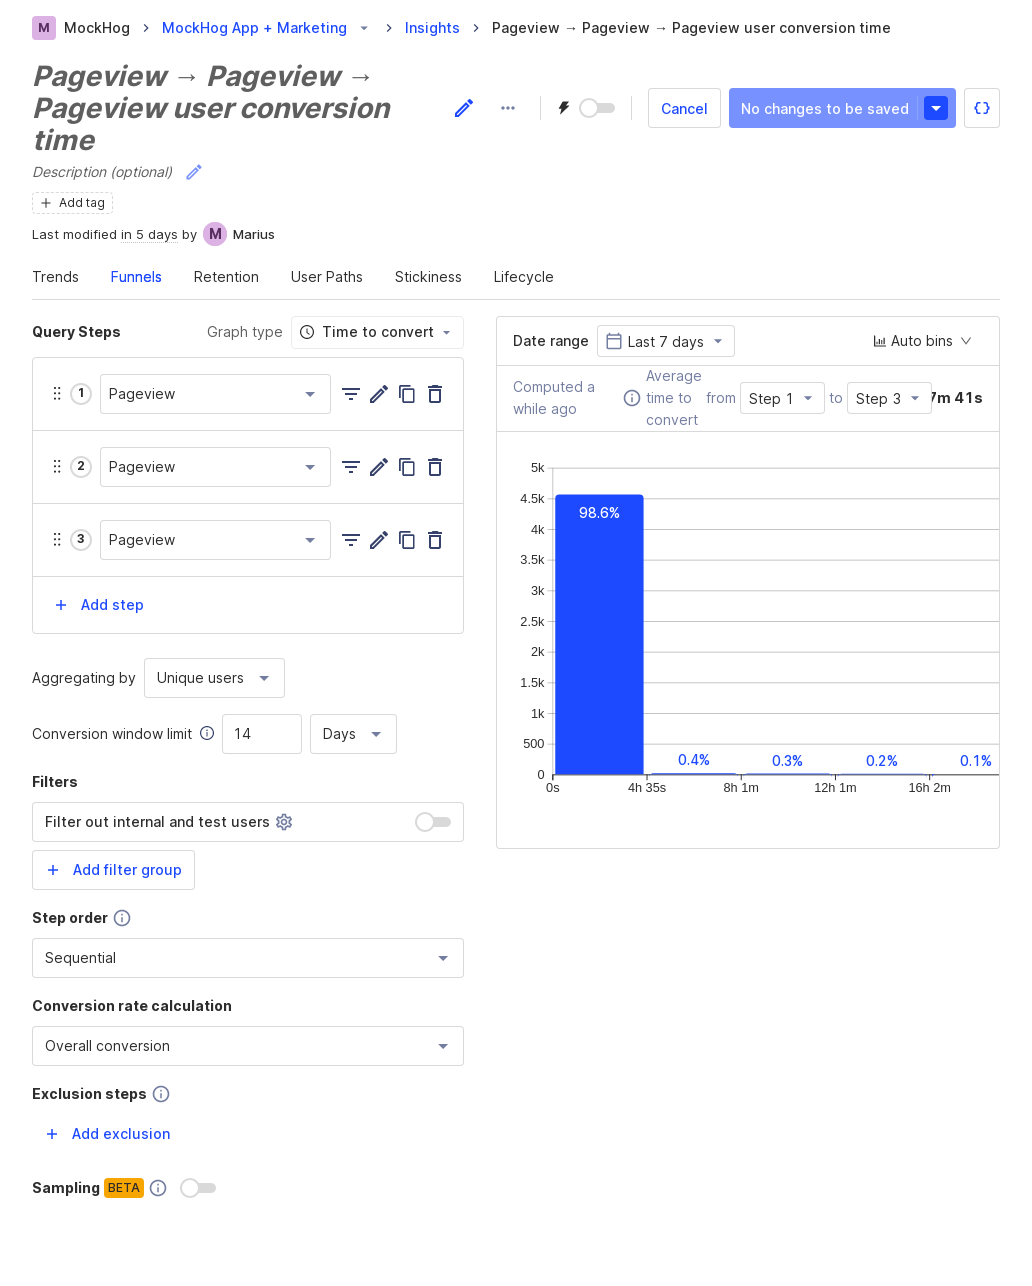 M MockHog > MockHog App + Marketing > Insights > Pageview → Pageview → Pageview user conversion time
Pageview → Pageview →
Pageview user conversion
time
Cancel
No changes to be saved
Description (optional)
+ Add tag
Last modified in 5 days by M Marius
Trends Funnels Retention User Paths Stickiness Lifecycle
Query Steps
Graph type Time to convert
1 Pageview
2 Pageview
3 Pageview
+ Add step
Aggregating by Unique users
Conversion window limit 14 Days
Filters
Filter out internal and test users
+ Add filter group
Step order
Sequential
Conversion rate calculation
Overall conversion
Exclusion steps
+ Add exclusion
Sampling BETA
Date range Last 7 days
Auto bins
Computed a
while ago
Average
time to
convert
from Step 1 to Step 3 7m 41s
5k
4.5k
4k
3.5k
3k
2.5k
2k
1.5k
1k
500
0
98.6% 0.4% 0.3% 0.2% 0.1%
0s 4h 35s 8h 1m 12h 1m 16h 2m